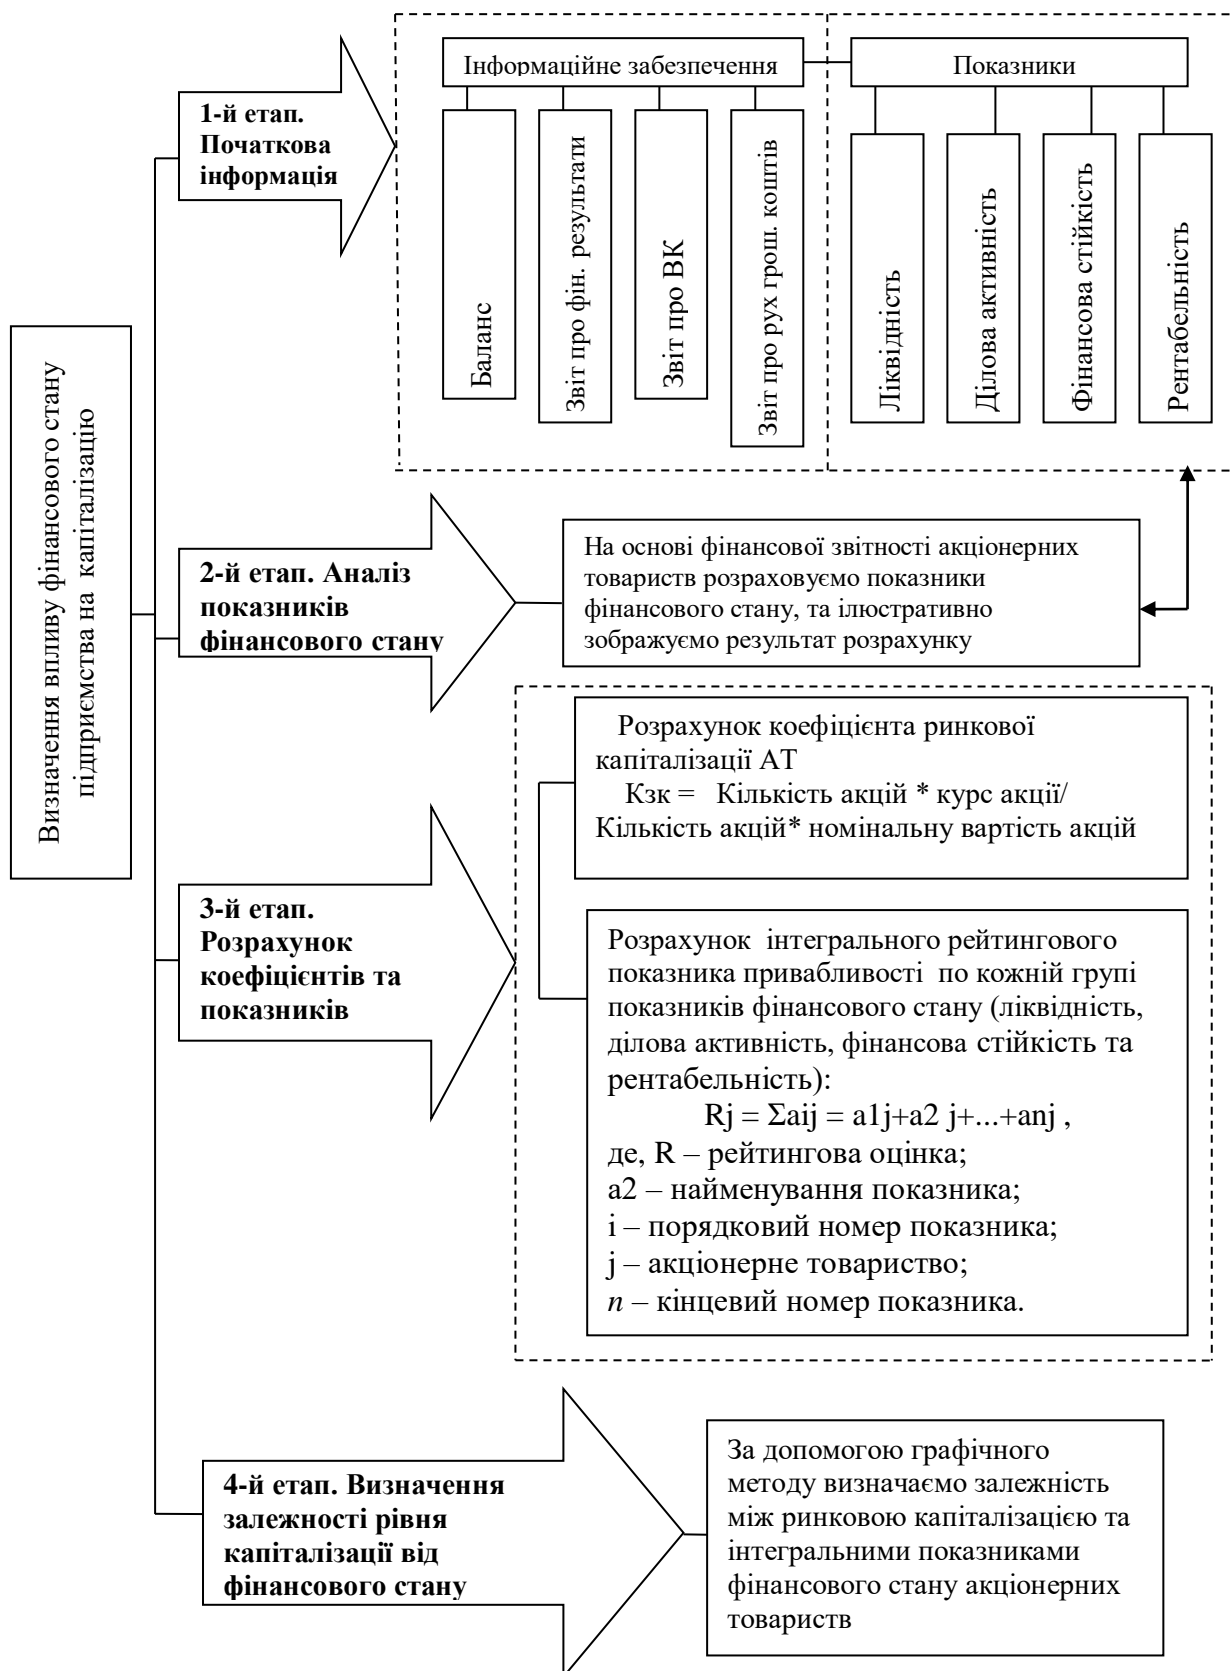 Визначення впливу фінансового стану
підприємства на капіталізацію
1-й етап.
Початкова
інформація
Інформаційне забезпечення
Баланс
Звіт про фін. результати
Звіт про ВК
Звіт про рух грош. коштів
Показники
Ліквідність
Ділова активність
Фінансова стійкість
Рентабельність
2-й етап. Аналіз
показників
фінансового стану
На основі фінансової звітності акціонерних
товариств розраховуємо показники
фінансового стану, та ілюстративно
зображуємо результат розрахунку
3-й етап.
Розрахунок
коефіцієнтів та
показників
Розрахунок коефіцієнта ринкової
капіталізації АТ
Кзк = Кількість акцій * курс акції/
Кількість акцій* номінальну вартість акцій
Розрахунок інтегрального рейтингового
показника привабливості по кожній групі
показників фінансового стану (ліквідність,
ділова активність, фінансова стійкість та
рентабельність):
Rj = Σaij = a1j+a2 j+...+anj ,
де, R – рейтингова оцінка;
a2 – найменування показника;
i – порядковий номер показника;
j – акціонерне товариство;
n – кінцевий номер показника.
4-й етап. Визначення
залежності рівня
капіталізації від
фінансового стану
За допомогою графічного
методу визначаємо залежність
між ринковою капіталізацією та
інтегральними показниками
фінансового стану акціонерних
товариств